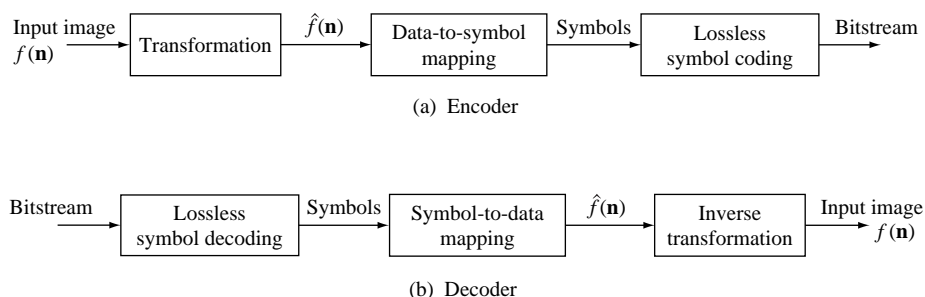 Input image
f(n)
Transformation
f̂(n)
Data-to-symbol
mapping
Symbols
Lossless
symbol coding
Bitstream
(a) Encoder
Bitstream
Lossless
symbol decoding
Symbols
Symbol-to-data
mapping
f̂(n)
Inverse
transformation
Input image
f(n)
(b) Decoder